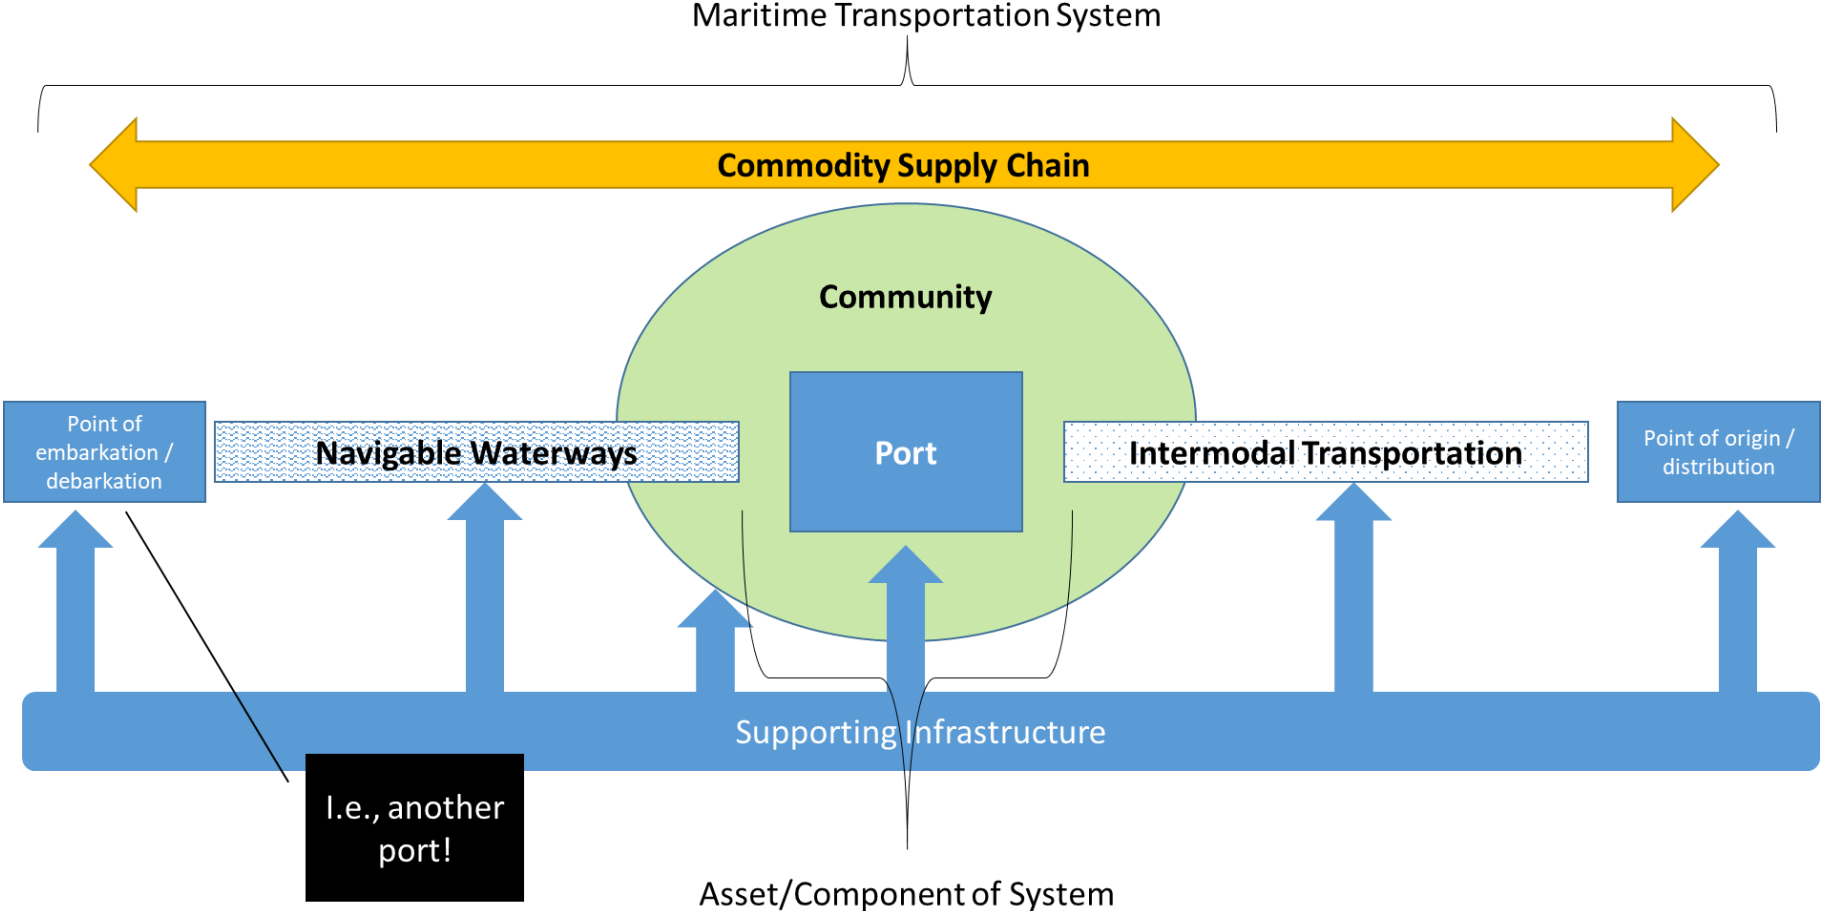 Maritime Transportation System
Commodity Supply Chain
Community
Point of
embarkation /
debarkation
Navigable Waterways
Port
Intermodal Transportation
Point of origin /
distribution
Supporting Infrastructure
I.e., another
port!
Asset/Component of System